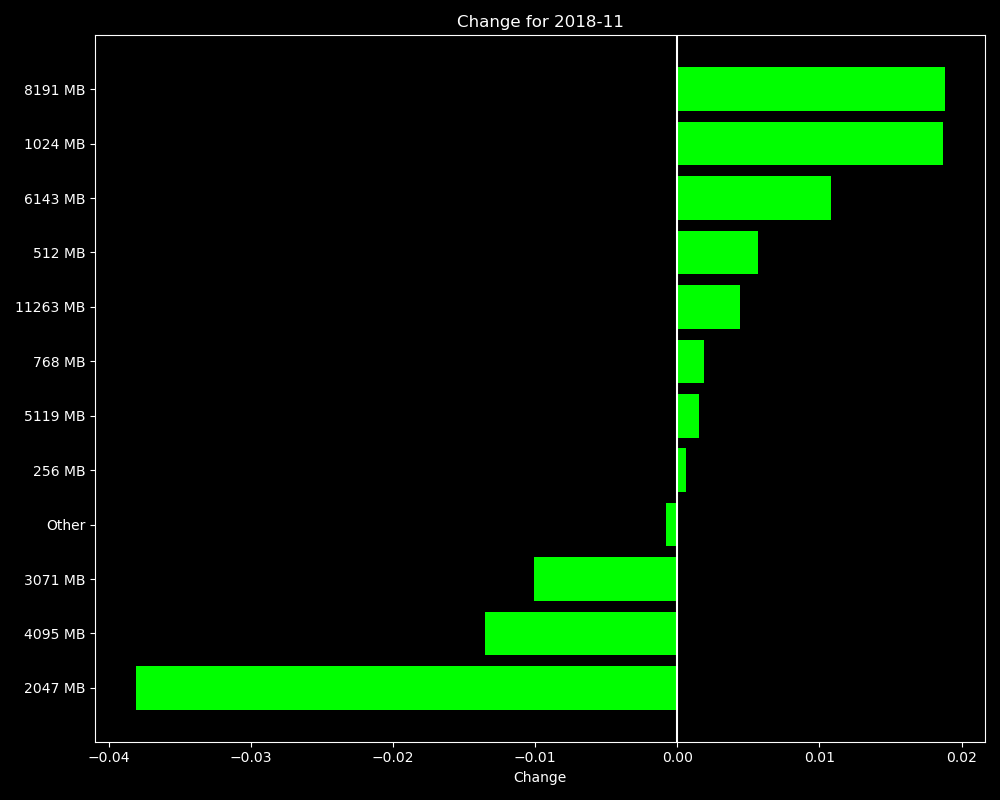 Change for 2018-11
8191 MB
1024 MB
6143 MB
512 MB
11263 MB
768 MB
5119 MB
256 MB
Other
3071 MB
4095 MB
2047 MB
−0.04 −0.03 −0.02 −0.01 0.00 0.01 0.02
Change